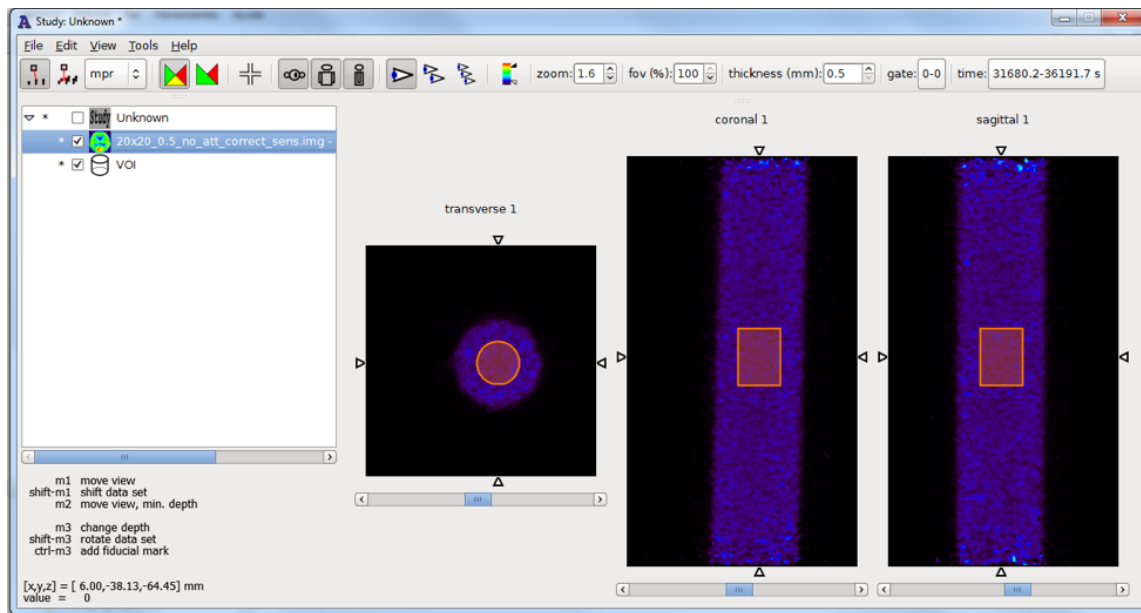 Study: Unknown *
File Edit View Tools Help
mpr zoom: 1.6 fov (%): 100 thickness (mm): 0.5 gate: 0-0 time: 31680.2-36191.7 s
* Study Unknown
* 20x20_0.5_no_att_correct_sens.img -
* VOI
transverse 1
coronal 1
sagittal 1
m1 move view
shift-m1 shift data set
m2 move view, min. depth
m3 change depth
shift-m3 rotate data set
ctrl-m3 add fiducial mark
[x,y,z] = [ 6.00,-38.13,-64.45] mm
value = 0